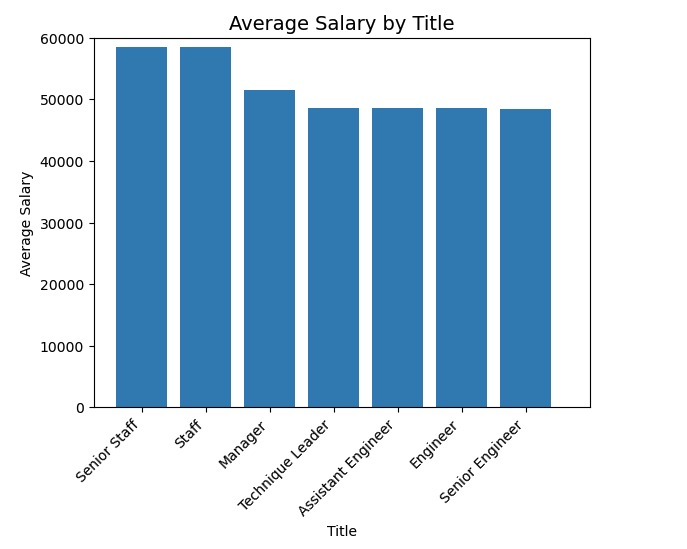 Average Salary by Title
60000
50000
40000
30000
20000
10000
0
Average Salary
Senior Staff
Staff
Manager
Technique Leader
Assistant Engineer
Engineer
Senior Engineer
Title